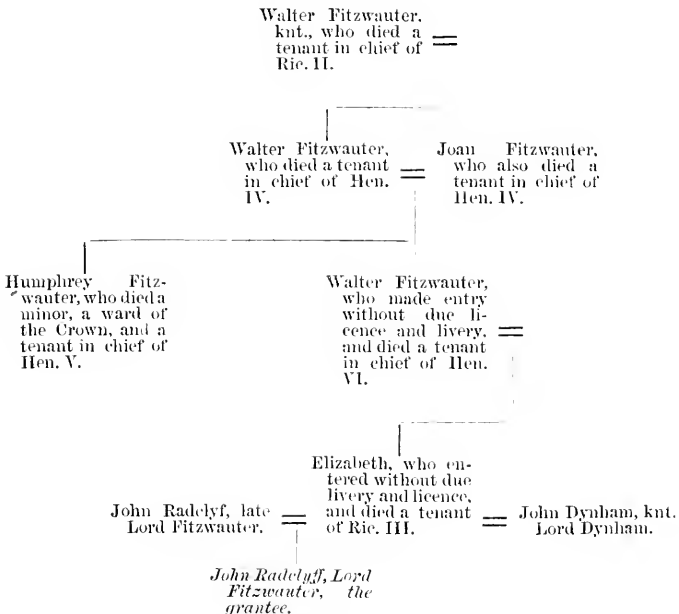 Walter Fitzwauter,
knt., who died a
tenant in chief of
Ric. II.
Walter Fitzwauter,
who died a tenant
in chief of Hen.
IV.
Joan Fitzwauter,
who also died a
tenant in chief of
Hen. IV.
Humphrey Fitz-
wauter, who died a
minor, a ward of
the Crown, and a
tenant in chief of
Hen. V.
Walter Fitzwauter,
who made entry
without due li-
cence and livery,
and died a tenant
in chief of Hen.
VI.
Elizabeth, who en-
tered without due
livery and licence,
and died a tenant
of Ric. III.
John Radclyf, late
Lord Fitzwauter.
John Dynham, knt.
Lord Dynham.
John Radclyff, Lord
Fitzwauter, the
grantee.